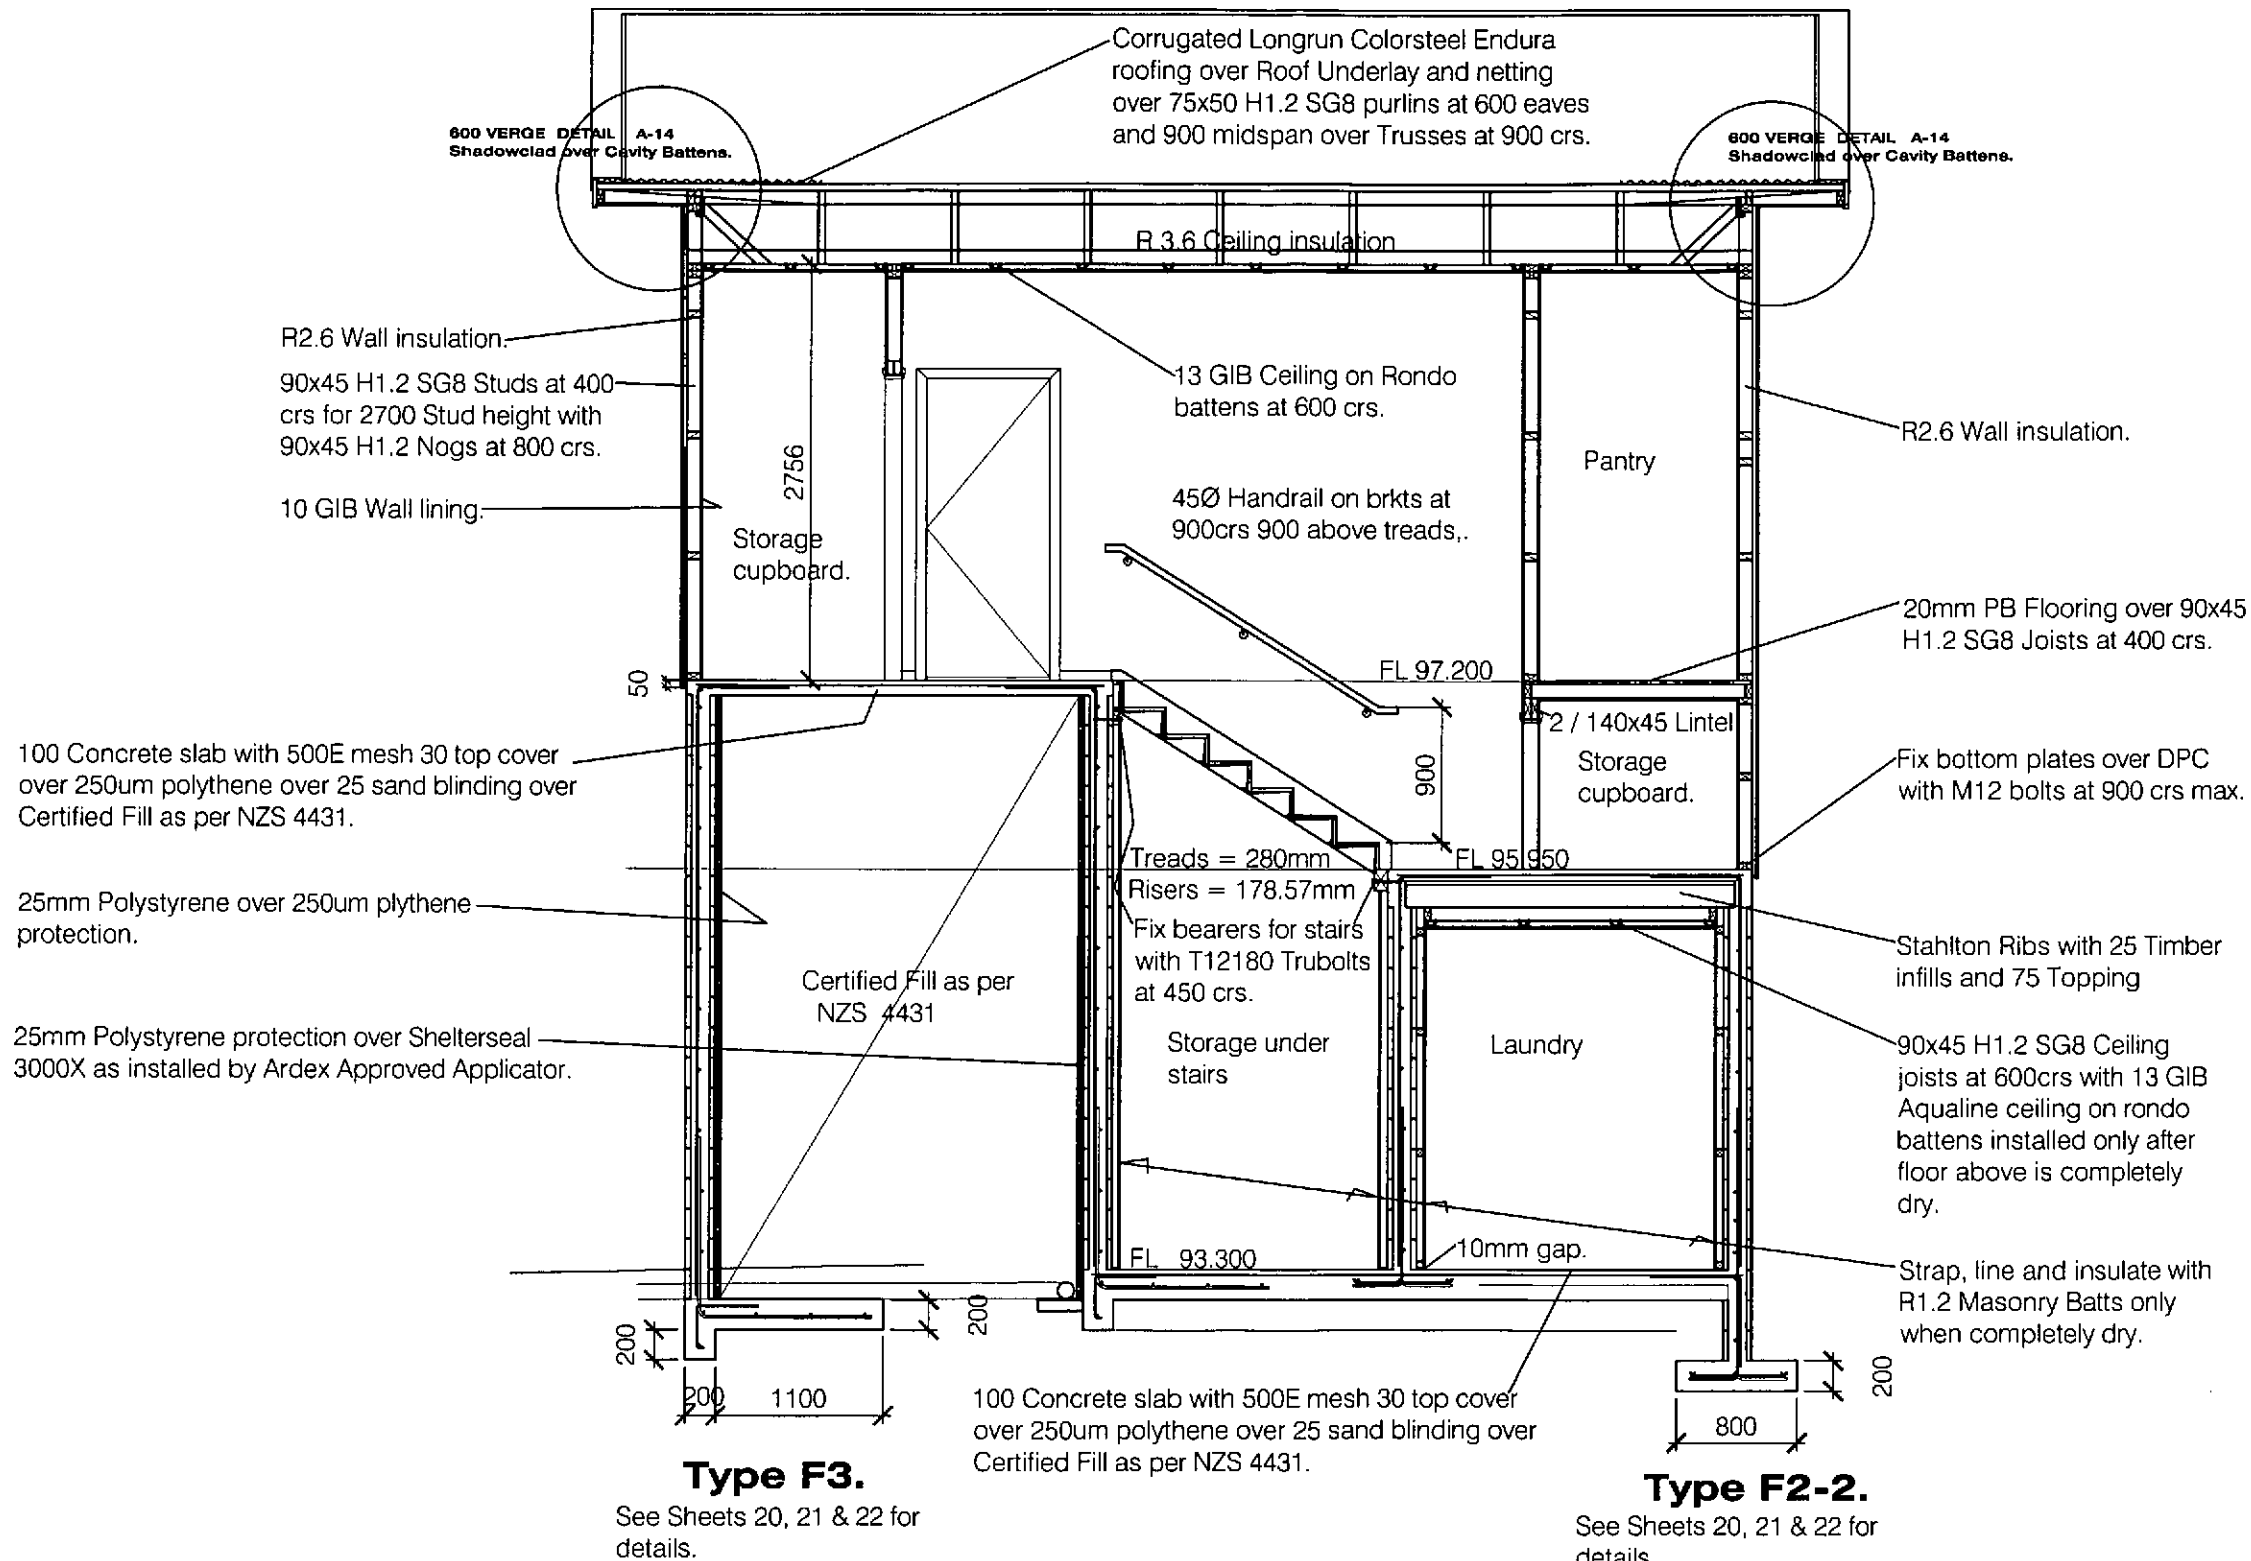 Corrugated Longrun Colorsteel Endura
roofing over Roof Underlay and netting
over 75x50 H1.2 SG8 purlins at 600 eaves
and 900 midspan over Trusses at 900 crs.
600 VERGE DETAIL A-14
Shadowclad over Cavity Battens.
600 VERGE DETAIL A-14
Shadowclad over Cavity Battens.
R 3.6 Ceiling insulation
R2.6 Wall insulation.
90x45 H1.2 SG8 Studs at 400
crs for 2700 Stud height with
90x45 H1.2 Nogs at 800 crs.
10 GIB Wall lining.
2756
Storage
cupboard.
13 GIB Ceiling on Rondo
battens at 600 crs.
45Ø Handrail on brkts at
900crs 900 above treads,.
Pantry
R2.6 Wall insulation.
20mm PB Flooring over 90x45
H1.2 SG8 Joists at 400 crs.
50
FL 97.200
2 / 140x45 Lintel
Storage
cupboard.
900
Fix bottom plates over DPC
with M12 bolts at 900 crs max.
100 Concrete slab with 500E mesh 30 top cover
over 250um polythene over 25 sand blinding over
Certified Fill as per NZS 4431.
Treads = 280mm
Risers = 178.57mm
FL 95.950
Fix bearers for stairs
with T12180 Trubolts
at 450 crs.
25mm Polystyrene over 250um plythene
protection.
Certified Fill as per
NZS 4431
Stahlton Ribs with 25 Timber
infills and 75 Topping
25mm Polystyrene protection over Shelterseal
3000X as installed by Ardex Approved Applicator.
Storage under
stairs
Laundry
90x45 H1.2 SG8 Ceiling
joists at 600crs with 13 GIB
Aqualine ceiling on rondo
battens installed only after
floor above is completely
dry.
FL 93.300
10mm gap.
Strap, line and insulate with
R1.2 Masonry Batts only
when completely dry.
200
200
200
1100
100 Concrete slab with 500E mesh 30 top cover
over 250um polythene over 25 sand blinding over
Certified Fill as per NZS 4431.
200
800
Type F3.
See Sheets 20, 21 & 22 for
details.
Type F2-2.
See Sheets 20, 21 & 22 for
details